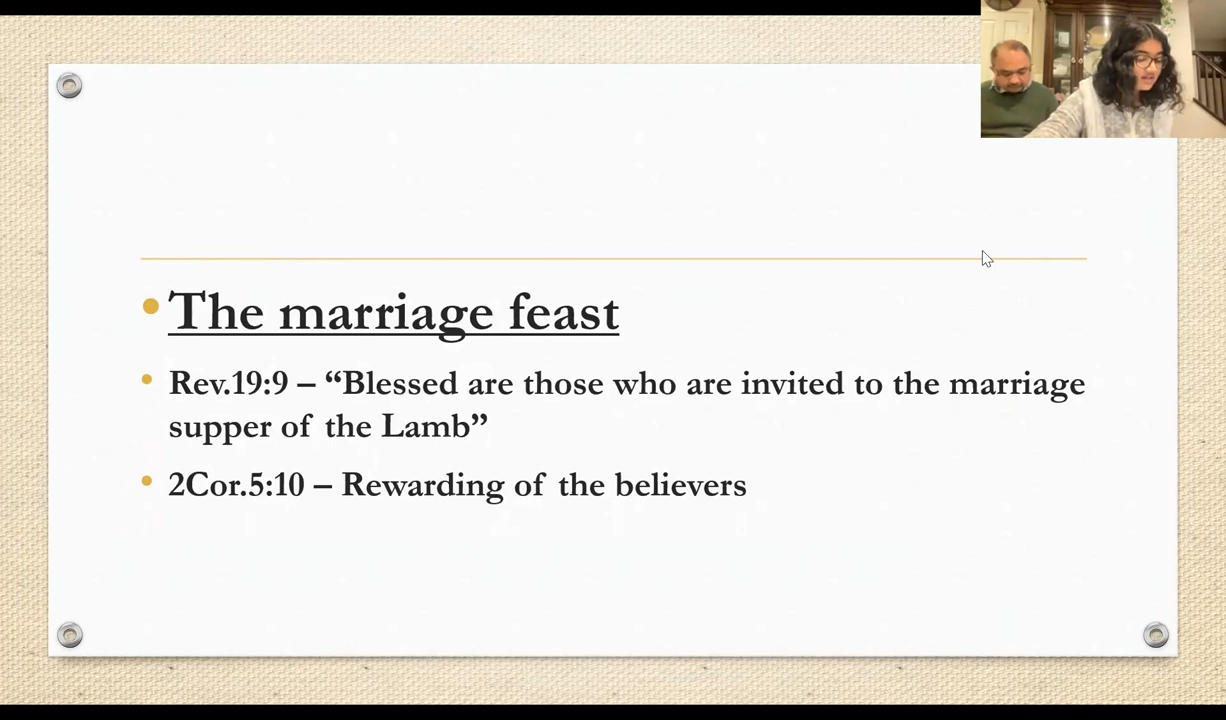 • The marriage feast
• Rev.19:9 – “Blessed are those who are invited to the marriage
supper of the Lamb”
• 2Cor.5:10 – Rewarding of the believers